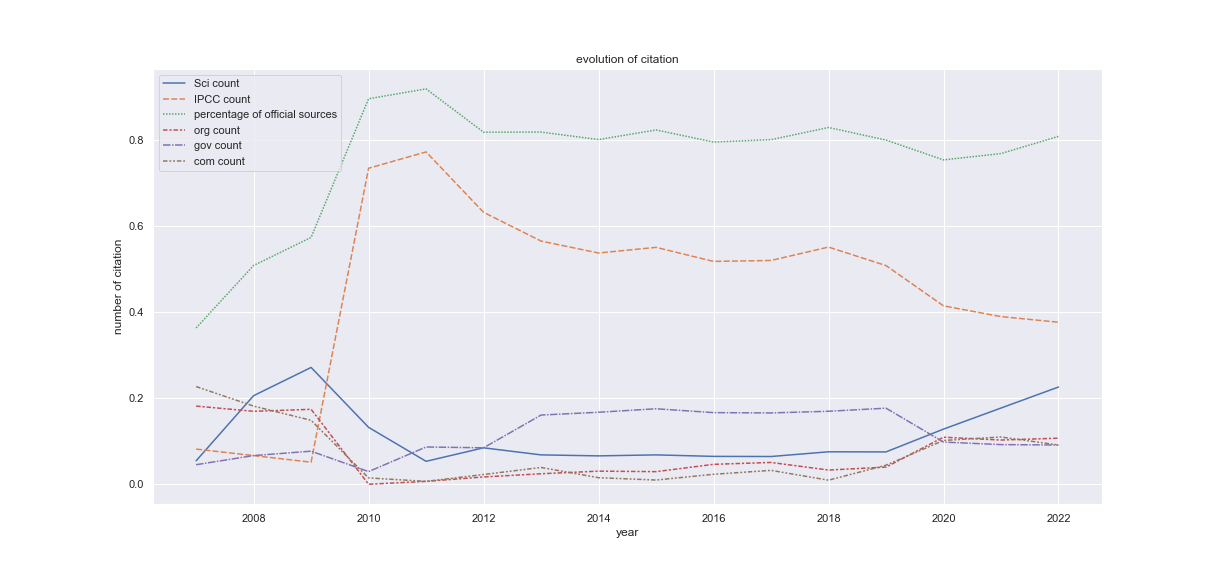 evolution of citation
Sci count
IPCC count
percentage of official sources
org count
gov count
com count
number of citation
0.8
0.6
0.4
0.2
0.0
2008 2010 2012 2014 2016 2018 2020 2022
year